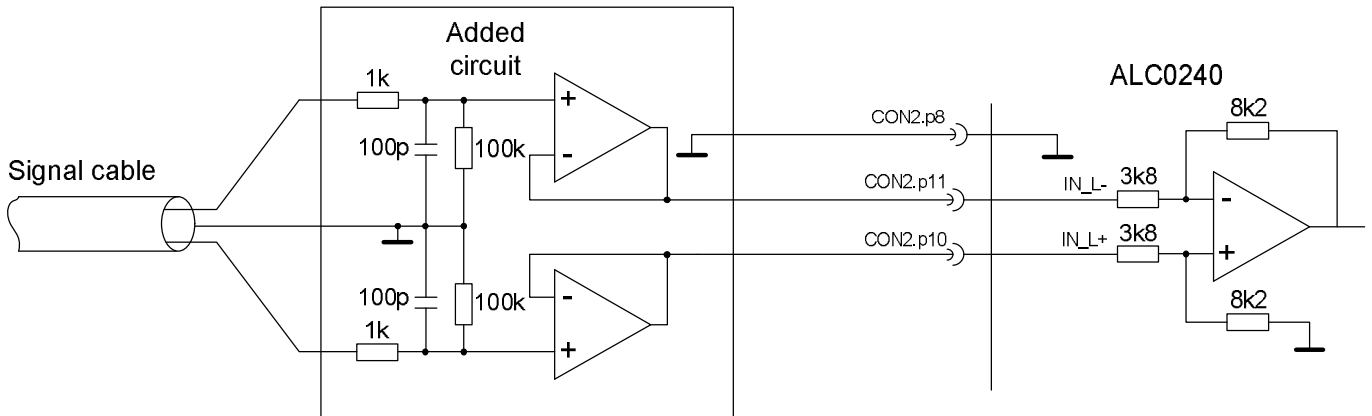 Added
circuit
ALC0240
1k
8k2
CON2.p8
+
100p
100k
Signal cable
-
CON2.p11
IN_L-
3k8
-
CON2.p10
IN_L+
3k8
+
100p
-
100k
8k2
1k
+